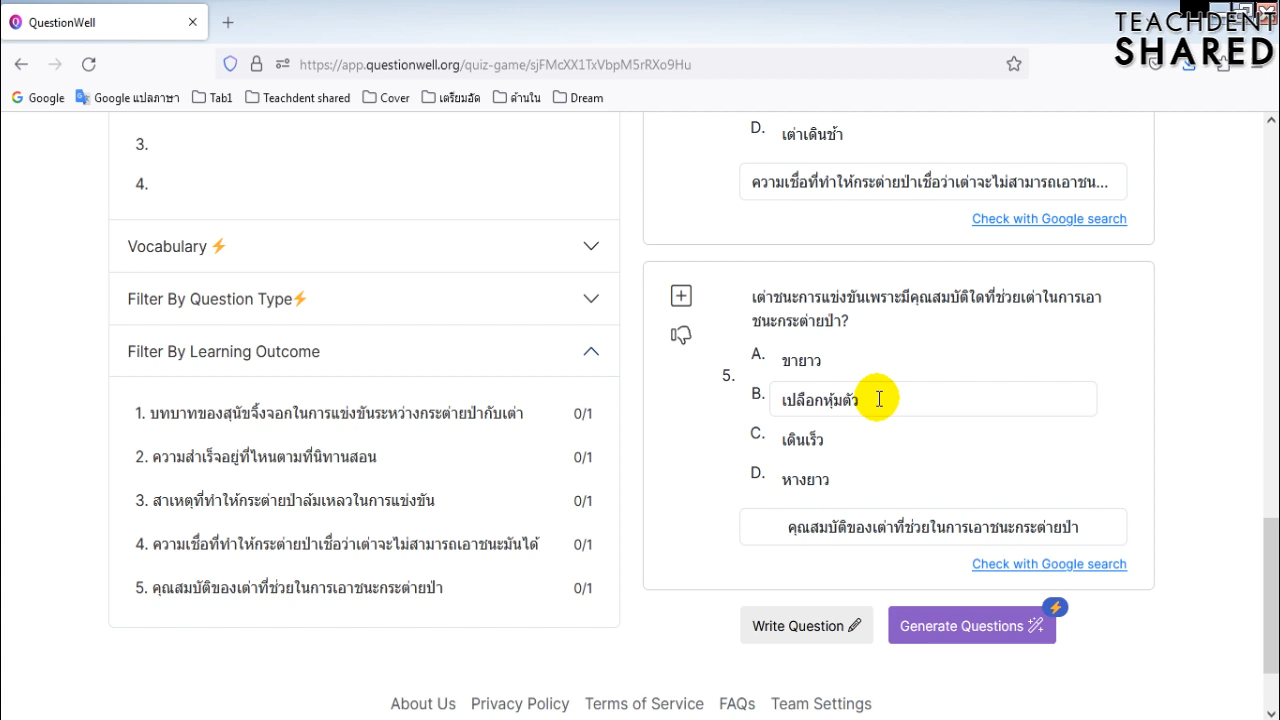 QuestionWell
TEACHDENT
SHARED
https://app.questionwell.org/quiz-game/sjFMcXX1TxVbpM5rRXo9Hu
Google
Google แปลภาษา
Tab1
Teachdent shared
Cover
เตรียมอัด
ด้านใน
Dream
3.
4.
Vocabulary
Filter By Question Type
Filter By Learning Outcome
1. บทบาทของสุนัขจิ้งจอกในการแข่งขันระหว่างกระต่ายป่ากับเต่า 0/1
2. ความสำเร็จอยู่ที่ไหนตามที่นิทานสอน 0/1
3. สาเหตุที่ทำให้กระต่ายป่าล้มเหลวในการแข่งขัน 0/1
4. ความเชื่อที่ทำให้กระต่ายป่าเชื่อว่าเต่าจะไม่สามารถเอาชนะมันได้ 0/1
5. คุณสมบัติของเต่าที่ช่วยในการเอาชนะกระต่ายป่า 0/1
D. เต่าเดินช้า
ความเชื่อที่ทำให้กระต่ายป่าเชื่อว่าเต่าจะไม่สามารถเอาชน...
Check with Google search
เต่าชนะการแข่งขันเพราะมีคุณสมบัติใดที่ช่วยเต่าในการเอา
ชนะกระต่ายป่า?
5.
A. ขายาว
B. เปลือกหุ้มตัว
C. เดินเร็ว
D. หางยาว
คุณสมบัติของเต่าที่ช่วยในการเอาชนะกระต่ายป่า
Check with Google search
Write Question
Generate Questions
About Us
Privacy Policy
Terms of Service
FAQs
Team Settings